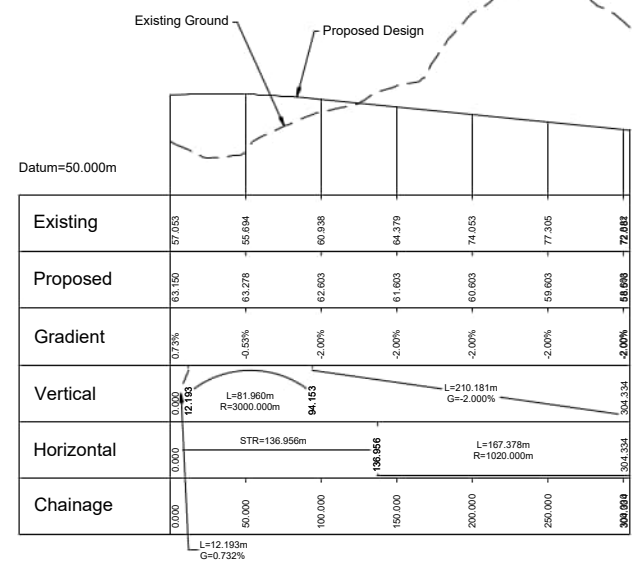 Existing Ground
Proposed Design
Datum=50.000m
Existing
57.053
55.694
60.938
64.379
74.053
77.305
Proposed
63.150
63.278
62.603
61.603
60.603
59.603
Gradient
0.73%
-0.53%
-2.00%
-2.00%
-2.00%
-2.00%
-2.00%
Vertical
0.000
12.193
L=81.960m
R=3000.000m
94.153
L=210.181m
G=-2.000%
304.334
Horizontal
0.000
STR=136.956m
136.956
L=167.378m
R=1020.000m
304.334
Chainage
0.000
50.000
100.000
150.000
200.000
250.000
L=12.193m
G=0.732%